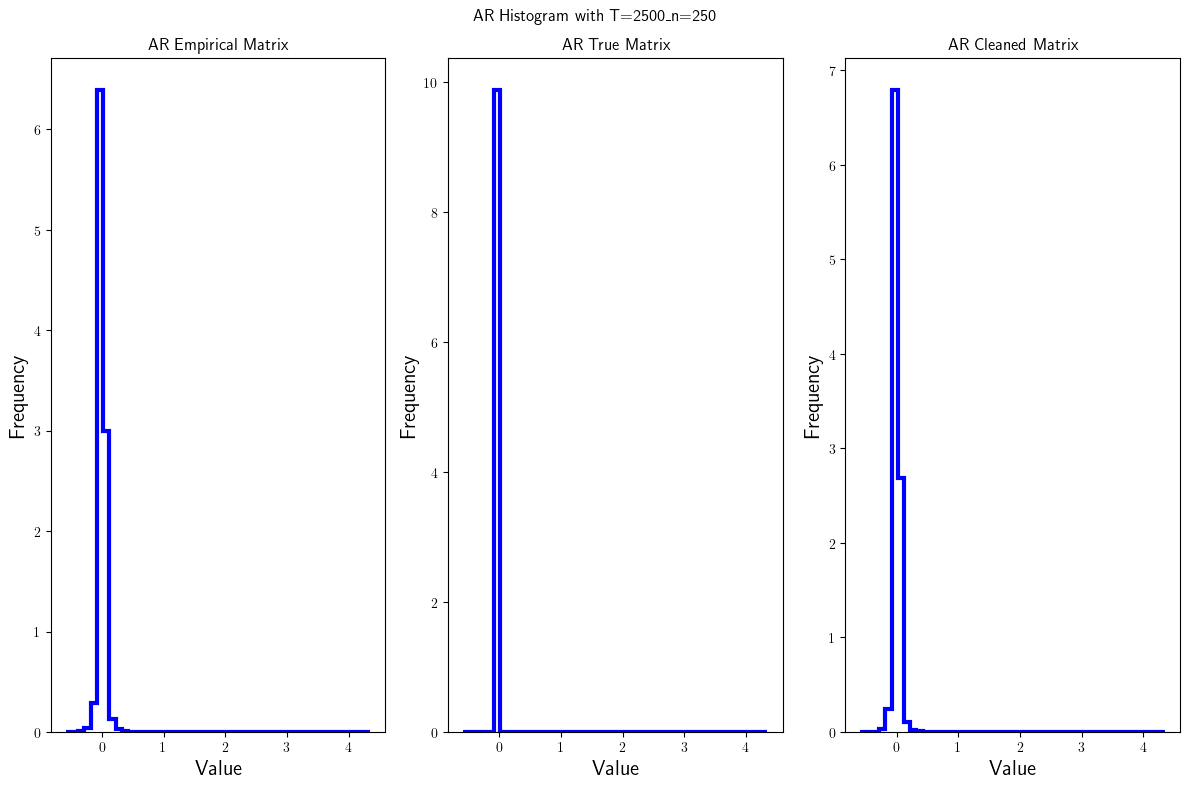 AR Histogram with T=2500_n=250
AR Empirical Matrix
AR True Matrix
AR Cleaned Matrix
Frequency
6
5
4
3
2
1
0
0 1 2 3 4
Value
Frequency
10
8
6
4
2
0
0 1 2 3 4
Value
Frequency
7
6
5
4
3
2
1
0
0 1 2 3 4
Value